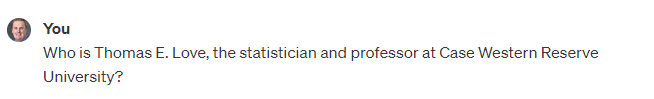 You
Who is Thomas E. Love, the statistician and professor at Case Western Reserve
University?